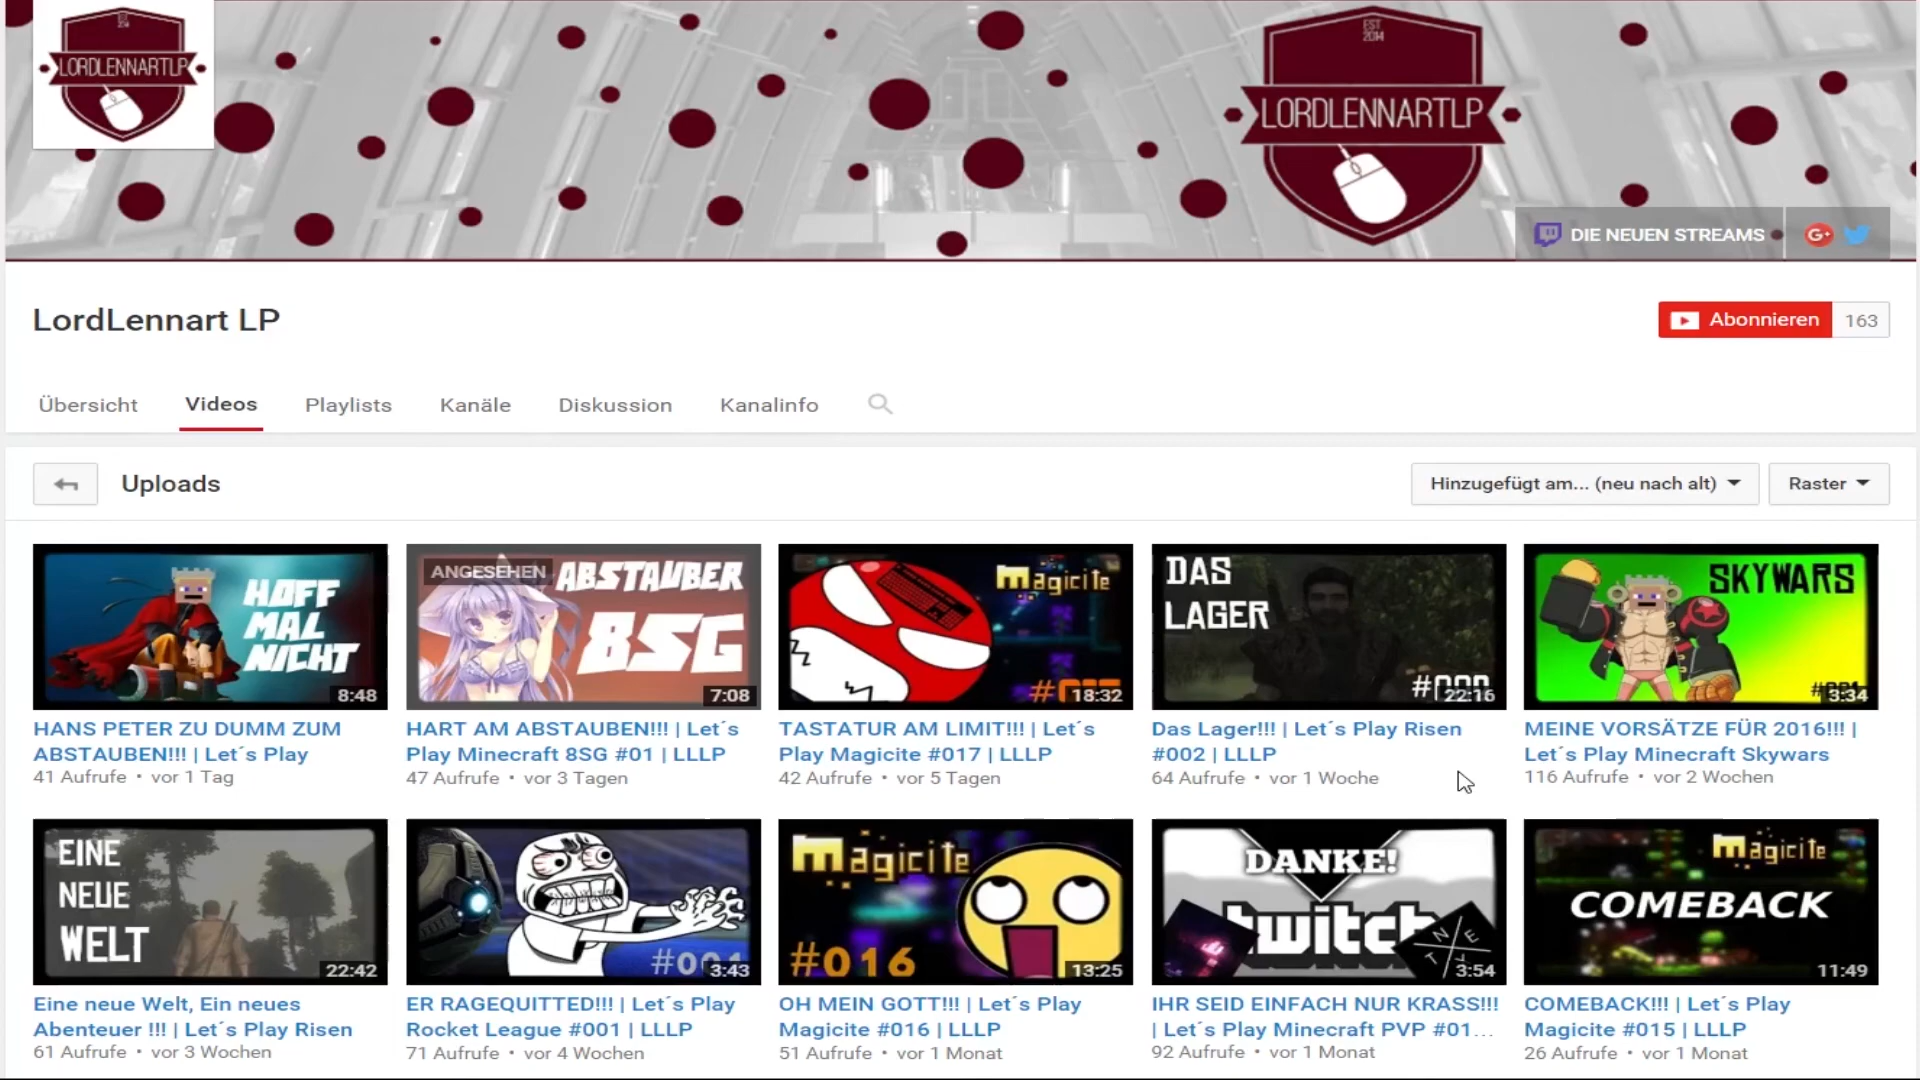 EST
2014
LORDLENNARTLP
EST
2014
LORDLENNARTLP
DIE NEUEN STREAMS
G+
LordLennart LP
Abonnieren
163
Übersicht
Videos
Playlists
Kanäle
Diskussion
Kanalinfo
Uploads
Hinzugefügt am... (neu nach alt)
Raster
HOFF
MAL
NICHT
8:48
ANGESEHEN
ABSTAUBER
8SG
7:08
magicite
18:32
DAS
LAGER
22:16
SKYWARS
3:34
HANS PETER ZU DUMM ZUM
ABSTAUBEN!!! | Let´s Play
41 Aufrufe • vor 1 Tag
HART AM ABSTAUBEN!!! | Let´s
Play Minecraft 8SG #01 | LLLP
47 Aufrufe • vor 3 Tagen
TASTATUR AM LIMIT!!! | Let´s
Play Magicite #017 | LLLP
42 Aufrufe • vor 5 Tagen
Das Lager!!! | Let´s Play Risen
#002 | LLLP
64 Aufrufe • vor 1 Woche
MEINE VORSÄTZE FÜR 2016!!! |
Let´s Play Minecraft Skywars
116 Aufrufe • vor 2 Wochen
EINE
NEUE
WELT
22:42
3:43
magicite
#016
13:25
DANKE!
twitch
N E
T Y
3:54
magicite
COMEBACK
11:49
Eine neue Welt, Ein neues
Abenteuer !!! | Let´s Play Risen
61 Aufrufe • vor 3 Wochen
ER RAGEQUITTED!!! | Let´s Play
Rocket League #001 | LLLP
71 Aufrufe • vor 4 Wochen
OH MEIN GOTT!!! | Let´s Play
Magicite #016 | LLLP
51 Aufrufe • vor 1 Monat
IHR SEID EINFACH NUR KRASS!!!
| Let´s Play Minecraft PVP #01...
92 Aufrufe • vor 1 Monat
COMEBACK!!! | Let´s Play
Magicite #015 | LLLP
26 Aufrufe • vor 1 Monat